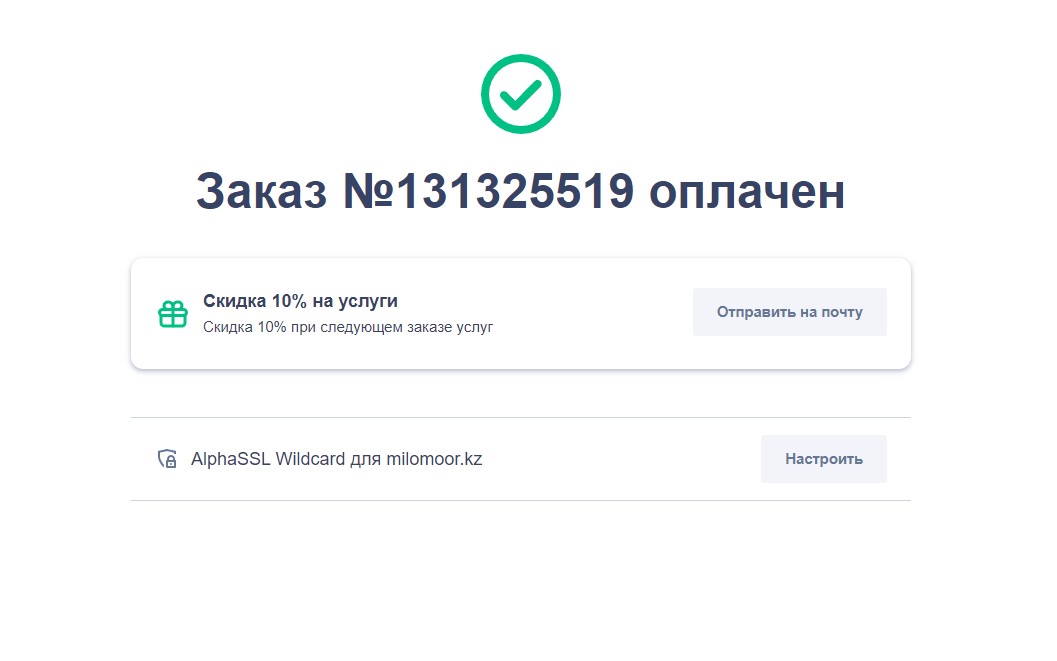 Заказ №131325519 оплачен
Скидка 10% на услуги
Скидка 10% при следующем заказе услуг
Отправить на почту
AlphaSSL Wildcard для milomoor.kz
Настроить